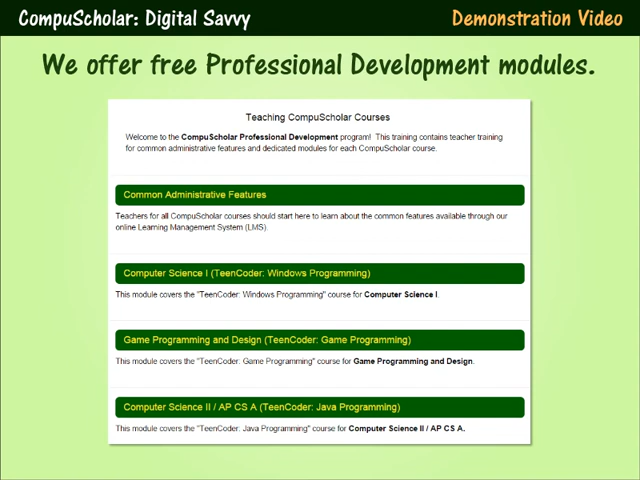 CompuScholar: Digital Savvy
Demonstration Video
We offer free Professional Development modules.
Teaching CompuScholar Courses
Welcome to the CompuScholar Professional Development program! This training contains teacher training
for common administrative features and dedicated modules for each CompuScholar course.
Common Administrative Features
Teachers for all CompuScholar courses should start here to learn about the common features available through our
online Learning Management System (LMS).
Computer Science I (TeenCoder: Windows Programming)
This module covers the "TeenCoder: Windows Programming" course for Computer Science I.
Game Programming and Design (TeenCoder: Game Programming)
This module covers the "TeenCoder: Game Programming" course for Game Programming and Design.
Computer Science II / AP CS A (TeenCoder: Java Programming)
This module covers the "TeenCoder: Java Programming" course for Computer Science II / AP CS A.